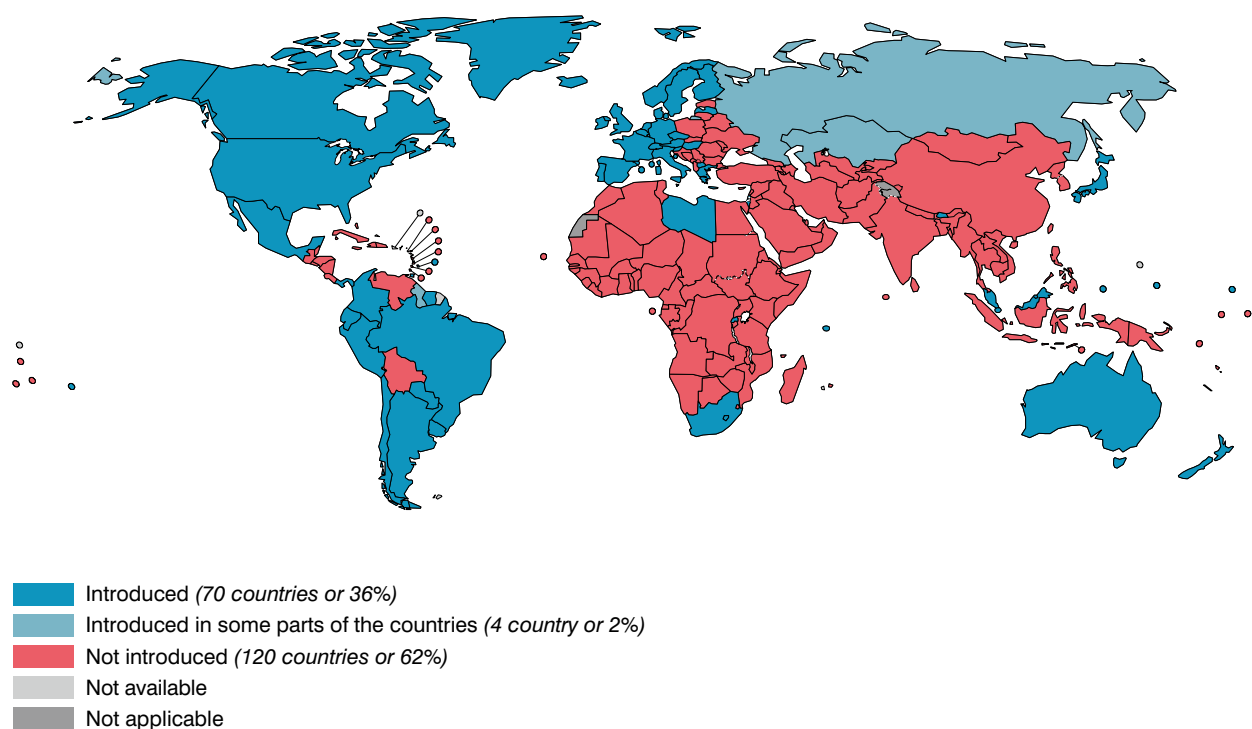 Introduced (70 countries or 36%)
Introduced in some parts of the countries (4 country or 2%)
Not introduced (120 countries or 62%)
Not available
Not applicable